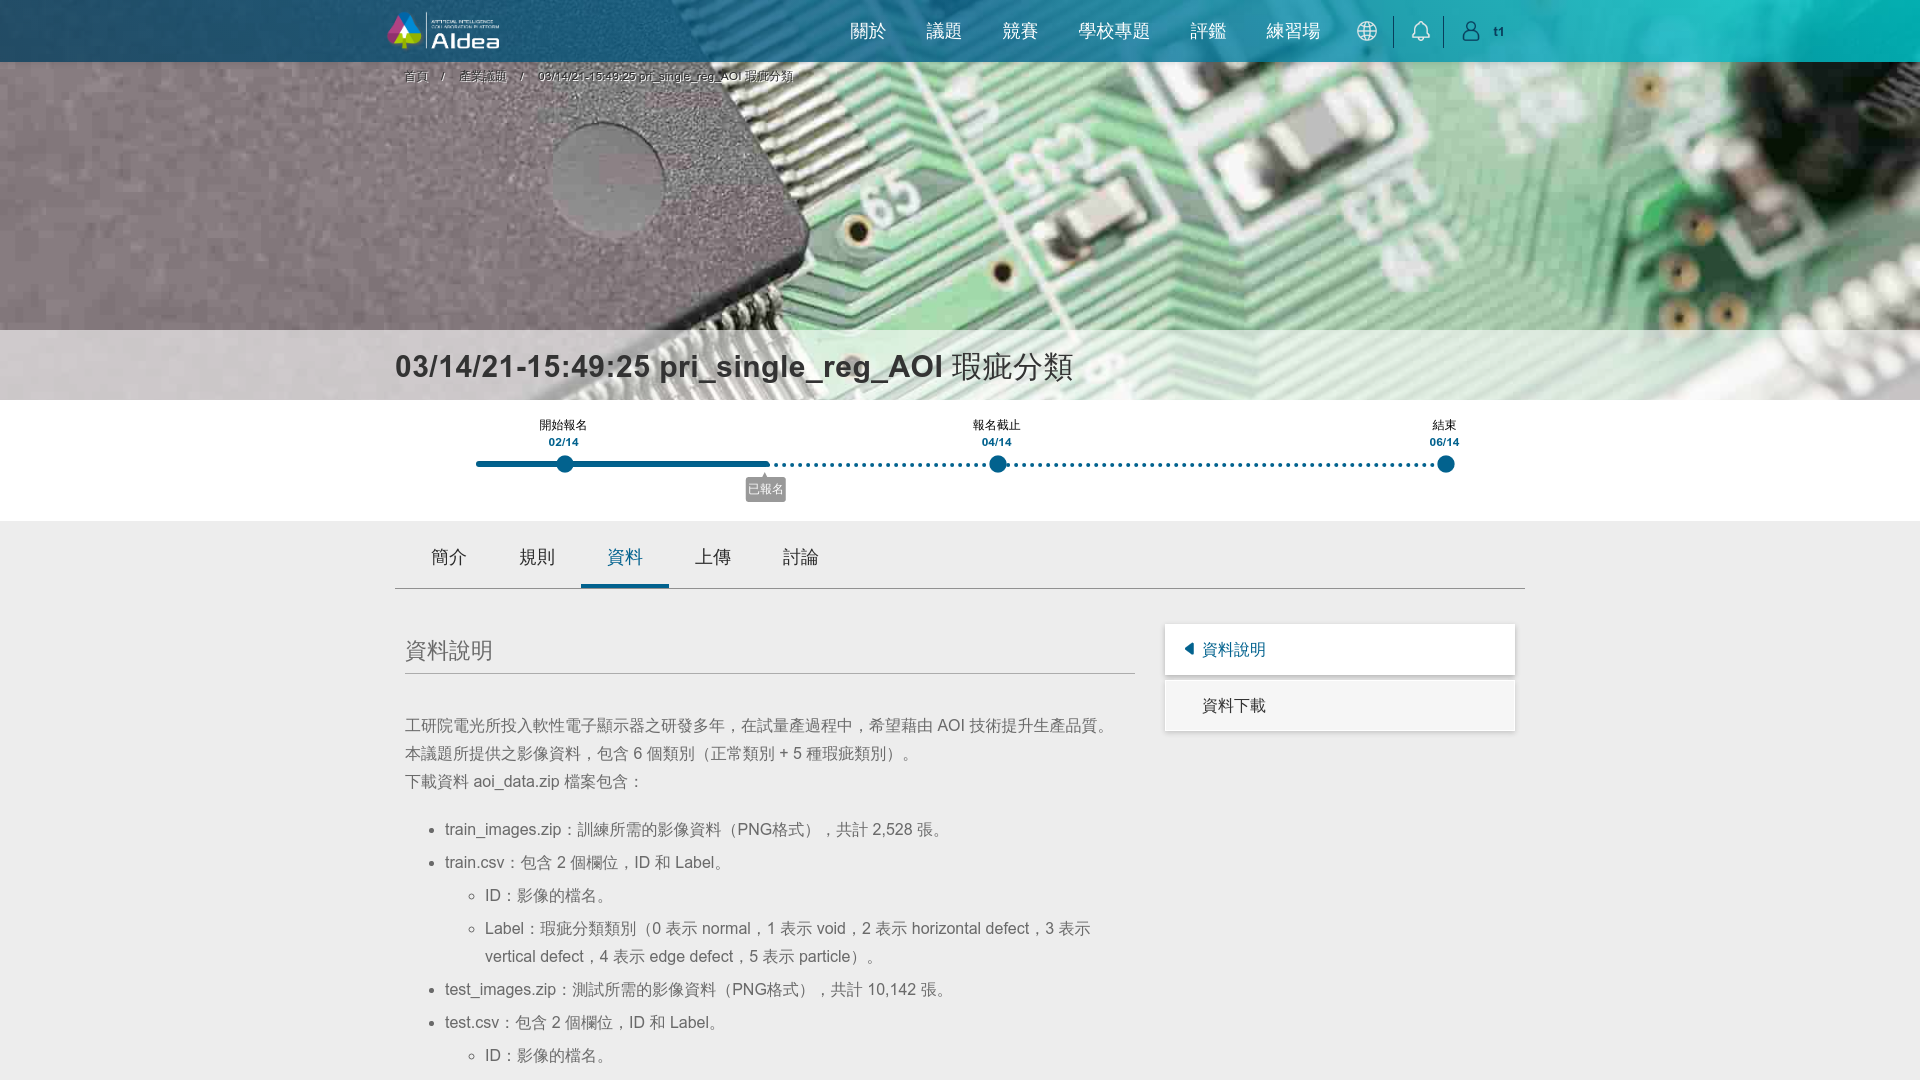 ARTIFICIAL INTELLIGENCE
COLLABORATION PLATFORM
AIdea
關於 議題 競賽 學校專題 評鑑 練習場 t1
首頁 / 產業議題 / 03/14/21-15:49:25 pri_single_reg_AOI 瑕疵分類
65
C35
03/14/21-15:49:25 pri_single_reg_AOI 瑕疵分類
開始報名 報名截止 結束
02/14 04/14 06/14
已報名
簡介 規則 資料 上傳 討論
資料說明
資料說明
資料下載
工研院電光所投入軟性電子顯示器之研發多年，在試量產過程中，希望藉由 AOI 技術提升生產品質。
本議題所提供之影像資料，包含 6 個類別（正常類別 + 5 種瑕疵類別）。
下載資料 aoi_data.zip 檔案包含：
train_images.zip：訓練所需的影像資料（PNG格式），共計 2,528 張。
train.csv：包含 2 個欄位，ID 和 Label。
ID：影像的檔名。
Label：瑕疵分類類別（0 表示 normal，1 表示 void，2 表示 horizontal defect，3 表示
vertical defect，4 表示 edge defect，5 表示 particle）。
test_images.zip：測試所需的影像資料（PNG格式），共計 10,142 張。
test.csv：包含 2 個欄位，ID 和 Label。
ID：影像的檔名。